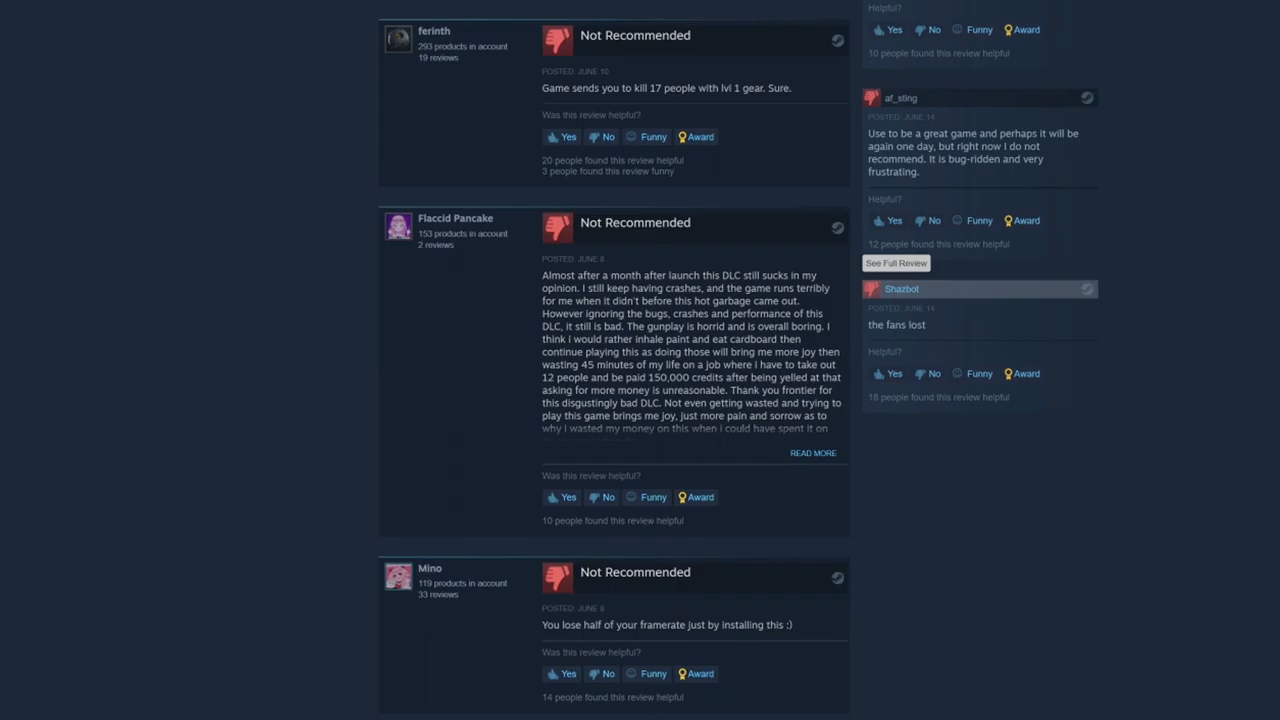 ferinth
293 products in account
19 reviews
Not Recommended
POSTED: JUNE 10
Game sends you to kill 17 people with lvl 1 gear. Sure.
Was this review helpful?
Yes No Funny Award
20 people found this review helpful
3 people found this review funny
Flaccid Pancake
153 products in account
2 reviews
Not Recommended
POSTED: JUNE 8
Almost after a month after launch this DLC still sucks in my
opinion. I still keep having crashes, and the game runs terribly
for me when it didn't before this hot garbage came out.
However ignoring the bugs, crashes and performance of this
DLC, it still is bad. The gunplay is horrid and is overall boring. I
think i would rather inhale paint and eat cardboard then
continue playing this as doing those will bring me more joy then
wasting 45 minutes of my life on a job where i have to take out
12 people and be paid 150,000 credits after being yelled at that
asking for more money is unreasonable. Thank you frontier for
this disgustingly bad DLC. Not even getting wasted and trying to
play this game brings me joy, just more pain and sorrow as to
why I wasted my money on this when i could have spent it on
READ MORE
Was this review helpful?
Yes No Funny Award
10 people found this review helpful
Mino
119 products in account
33 reviews
Not Recommended
POSTED: JUNE 8
You lose half of your framerate just by installing this :)
Was this review helpful?
Yes No Funny Award
14 people found this review helpful
Helpful?
Yes No Funny Award
10 people found this review helpful
af_sting
POSTED: JUNE 14
Use to be a great game and perhaps it will be
again one day, but right now I do not
recommend. It is bug-ridden and very
frustrating.
Helpful?
Yes No Funny Award
12 people found this review helpful
See Full Review
Shazbot
POSTED: JUNE 14
the fans lost
Helpful?
Yes No Funny Award
18 people found this review helpful